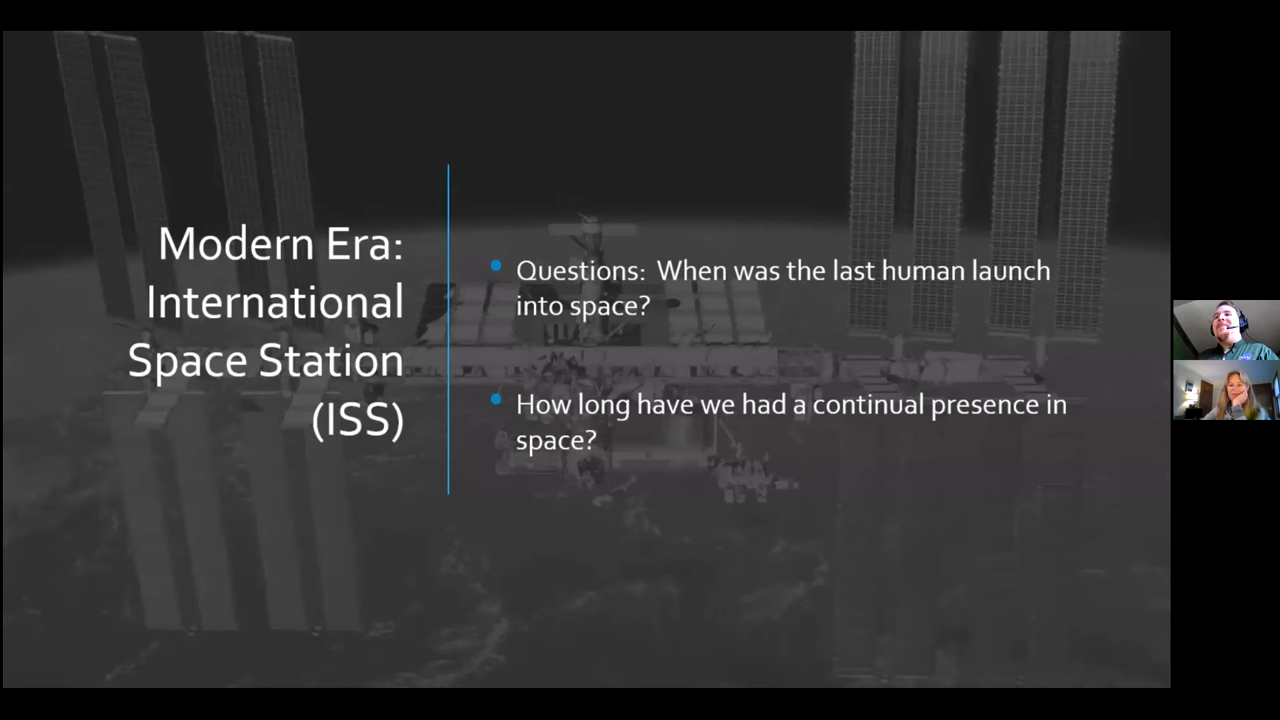 Modern Era:
International
Space Station
(ISS)
Questions:  When was the last human launch
into space?
How long have we had a continual presence in
space?